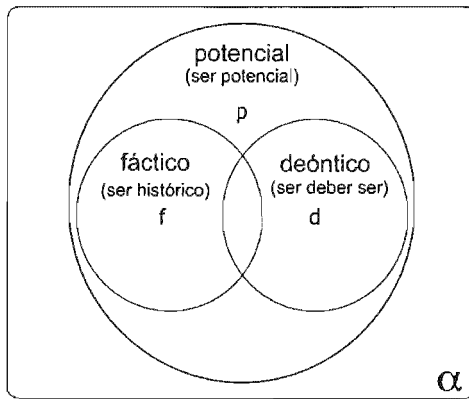 potencial
(ser potencial)
p
fáctico
(ser histórico)
f
deóntico
(ser deber ser)
d
α